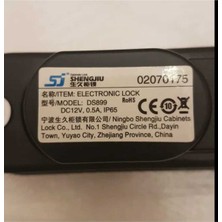 SJ SHENGJIU
生久柜锁
02070175
名称/ITEM: ELECTRONIC LOCK
型号/MODEL: DS899
DC12V, 0.5A, IP65
RoHS
CE
10
宁波生久柜锁有限公司/ Ningbo Shengjiu Cabinets
Lock Co., Ltd. No.1 Shengjiu Circle Rd., Dayin
Town, Yuyao City, Zhejiang Province, China